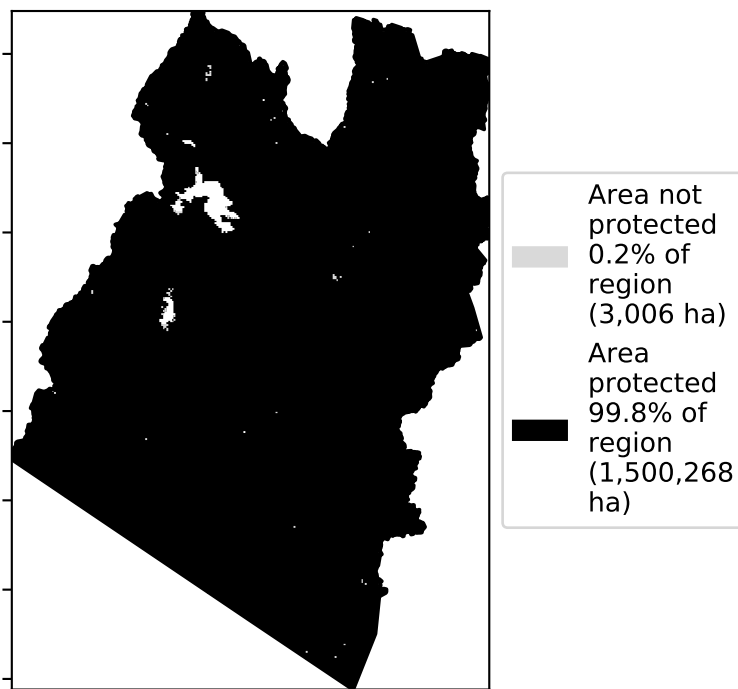 Area not
protected
0.2% of
region
(3,006 ha)
Area
protected
99.8% of
region
(1,500,268
ha)